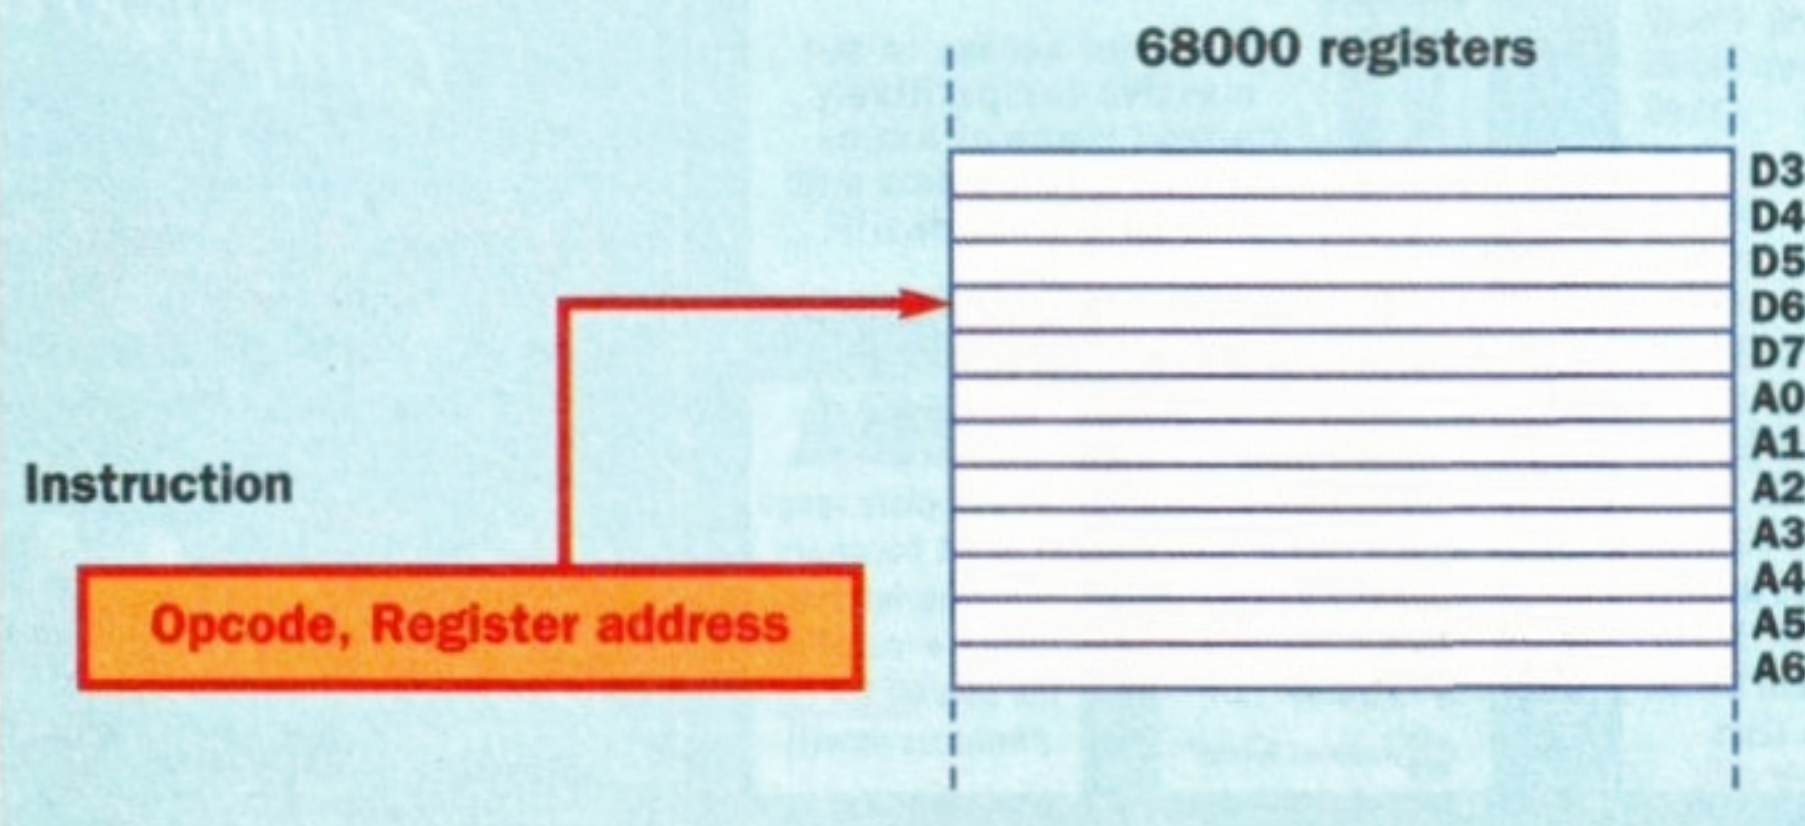 68000 registers
D3
D4
D5
D6
D7
A0
A1
A2
A3
A4
A5
A6
Instruction
Opcode, Register address